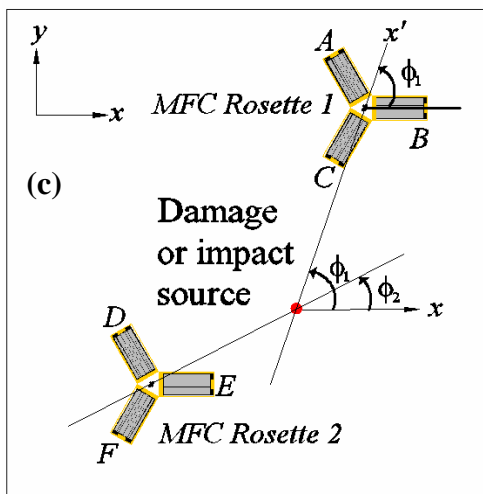 y
x
A
x′
ϕ₁
MFC Rosette 1
B
C
(c)
Damage
or impact
source
ϕ₁
ϕ₂
x
D
E
F
MFC Rosette 2